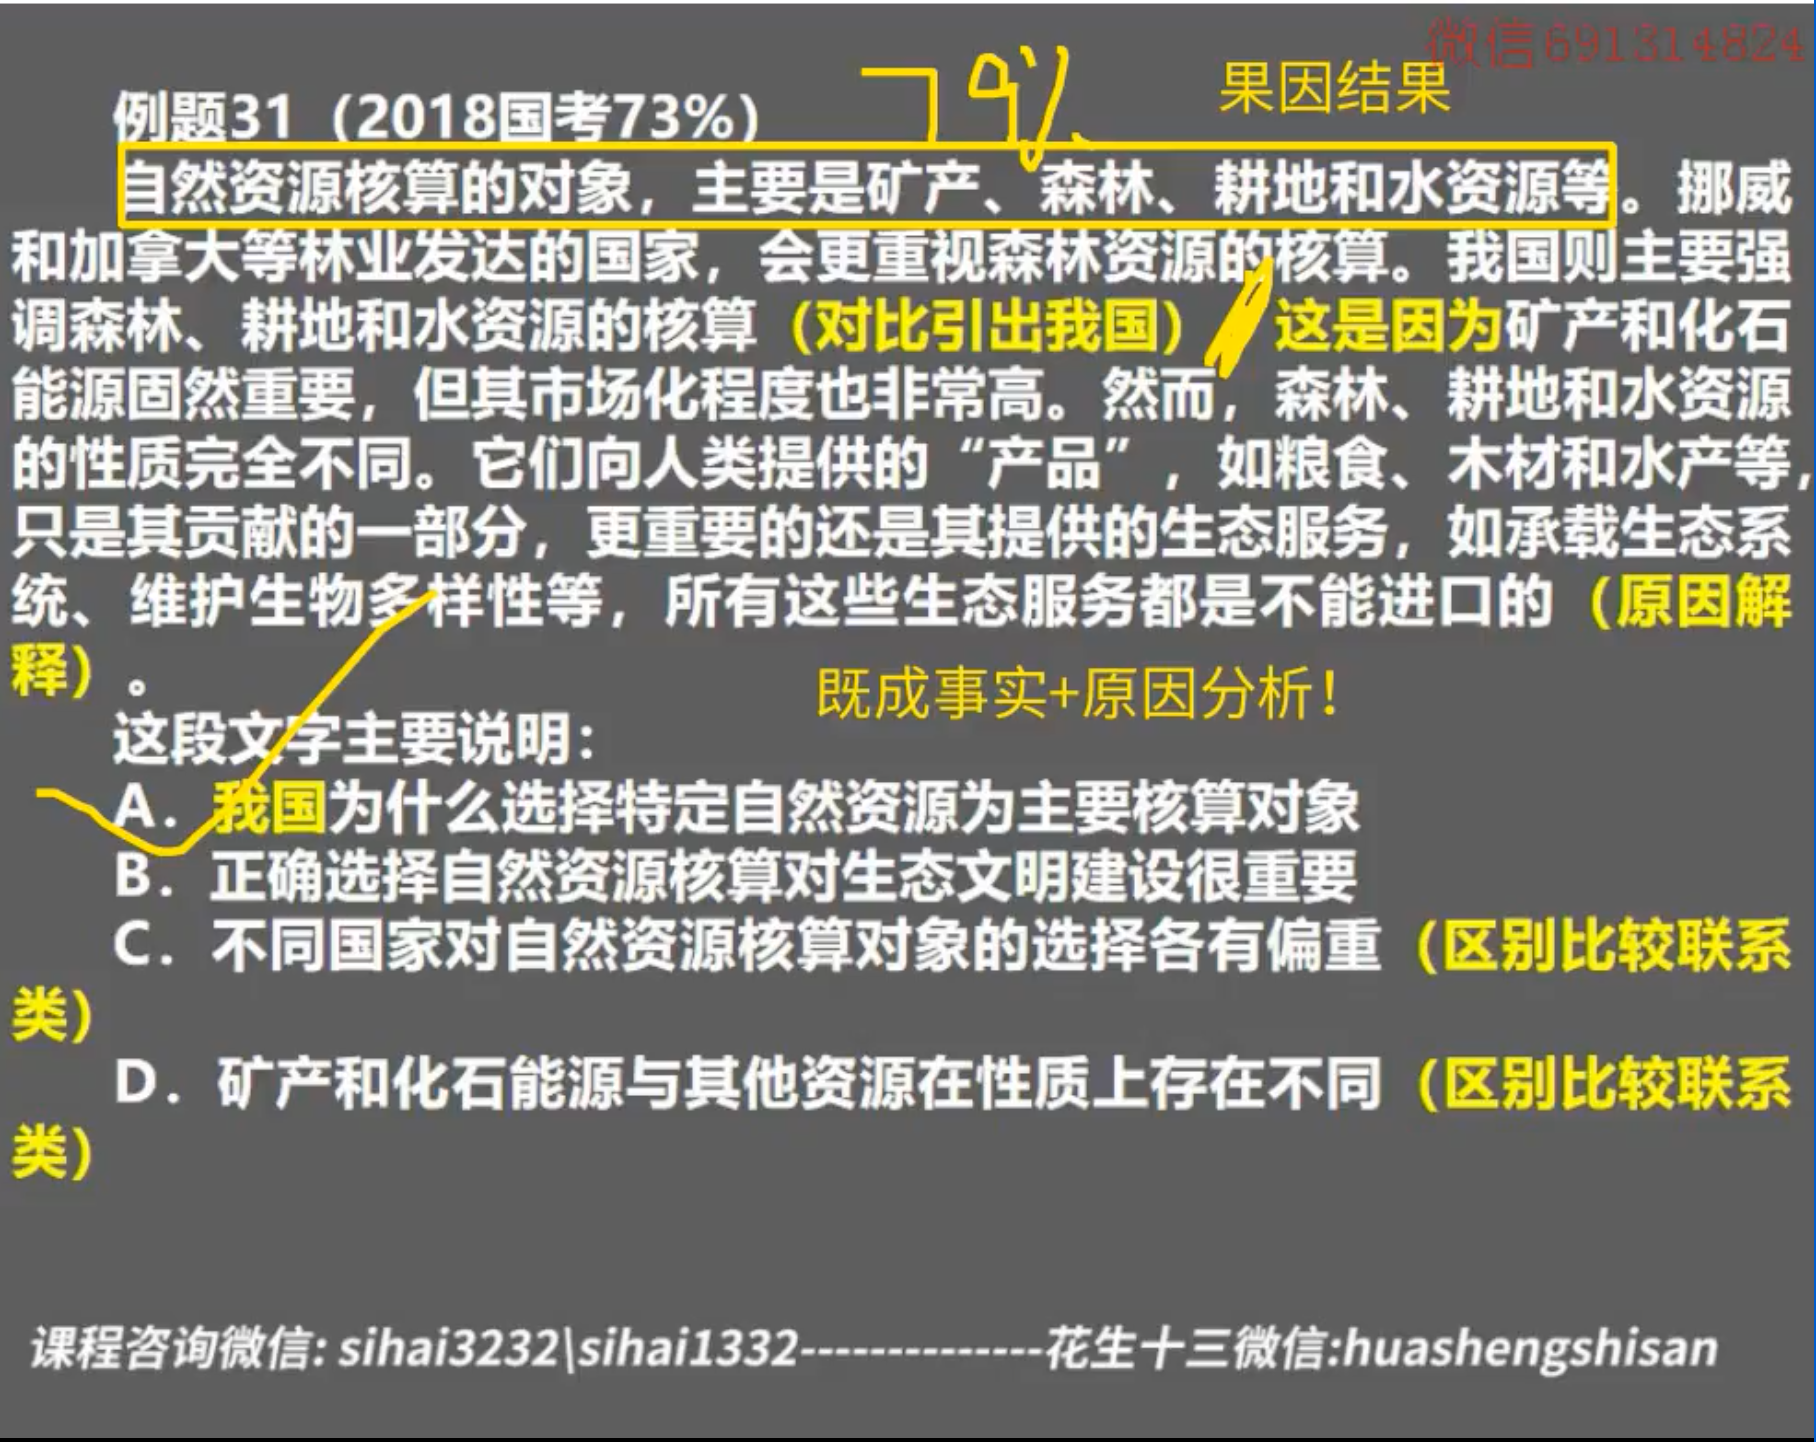 微信691314824
果因结果
79%
例题31（2018国考73%）
自然资源核算的对象，主要是矿产、森林、耕地和水资源等。挪威
和加拿大等林业发达的国家，会更重视森林资源的核算。我国则主要强
调森林、耕地和水资源的核算（对比引出我国） 这是因为矿产和化石
能源固然重要，但其市场化程度也非常高。然而，森林、耕地和水资源
的性质完全不同。它们向人类提供的“产品”，如粮食、木材和水产等，
只是其贡献的一部分，更重要的还是其提供的生态服务，如承载生态系
统、维护生物多样性等，所有这些生态服务都是不能进口的（原因解
释）。
既成事实+原因分析！
这段文字主要说明：
A．我国为什么选择特定自然资源为主要核算对象
B．正确选择自然资源核算对生态文明建设很重要
C．不同国家对自然资源核算对象的选择各有偏重（区别比较联系
类）
D．矿产和化石能源与其他资源在性质上存在不同（区别比较联系
类）
课程咨询微信: sihai3232\sihai1332--------------花生十三微信:huashengshisan